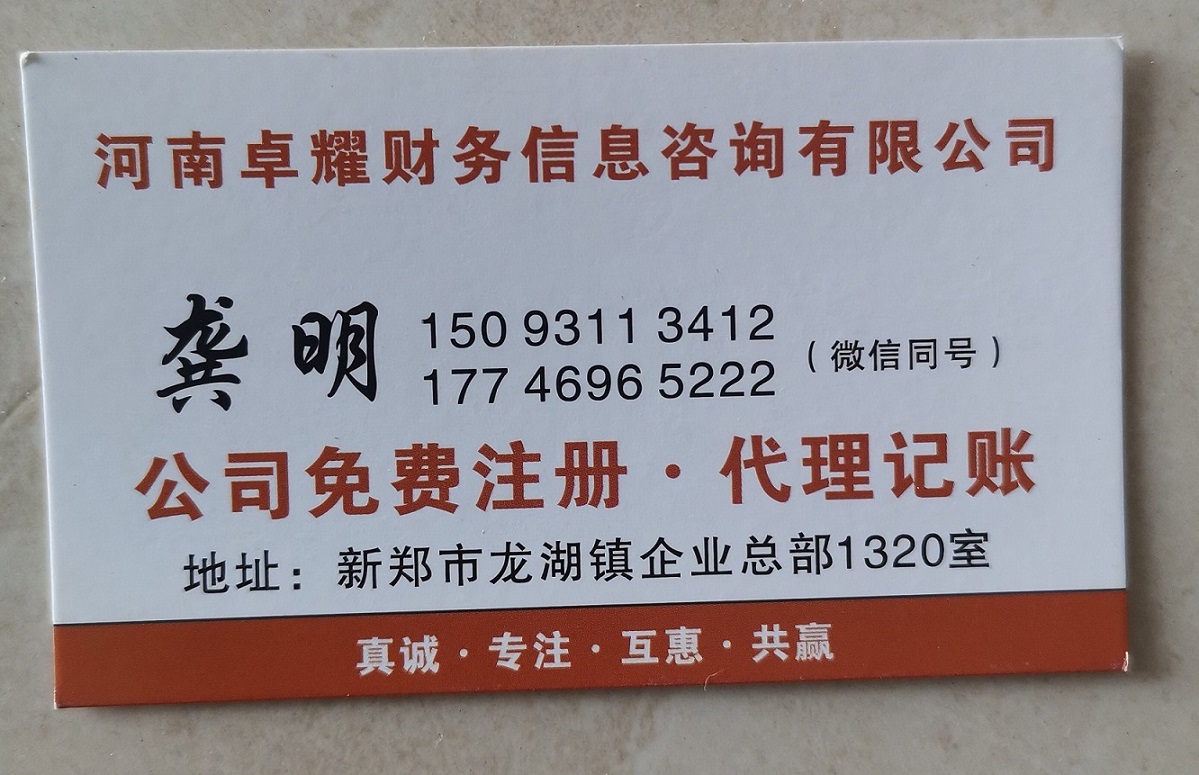 河南卓耀财务信息咨询有限公司
龚明
150 9311 3412
177 4696 5222
（微信同号）
公司免费注册·代理记账
地址：新郑市龙湖镇企业总部1320室
真诚·专注·互惠·共赢